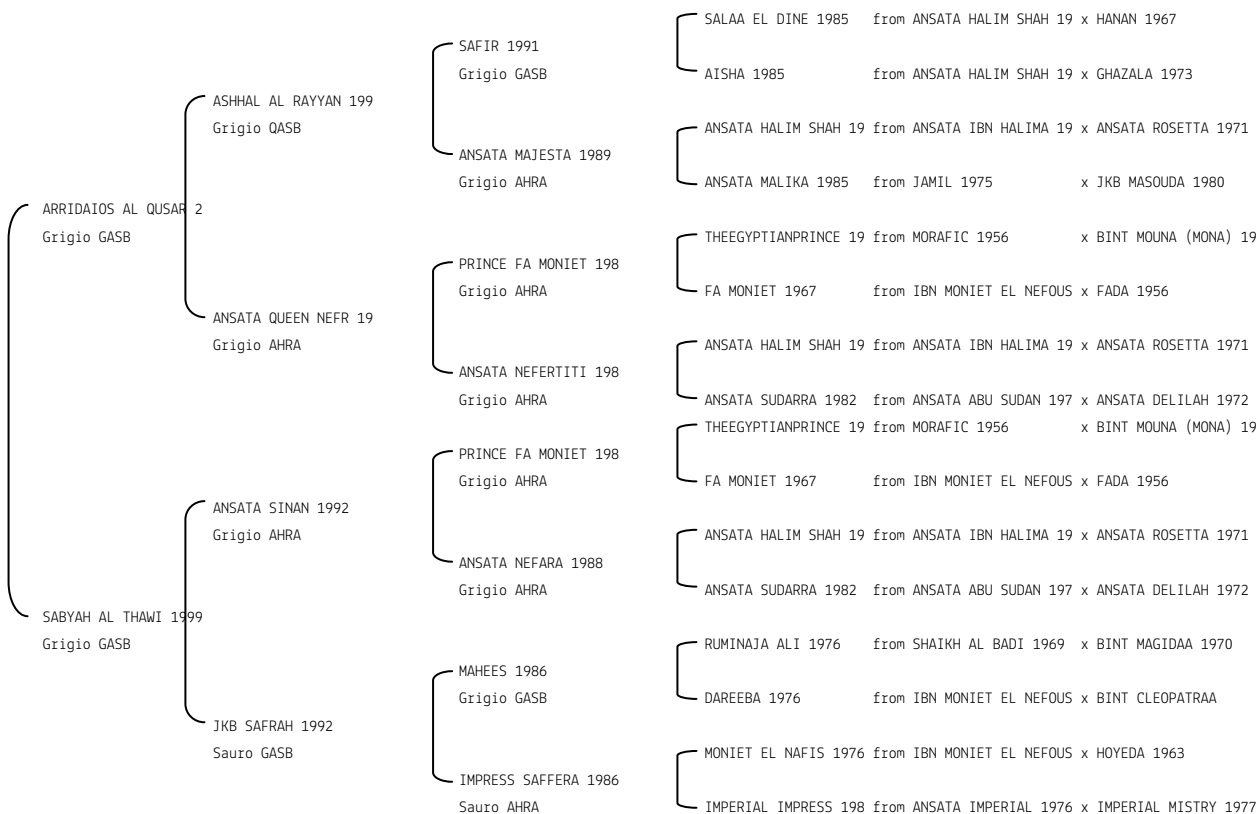 SALAA EL DINE 1985 from ANSATA HALIM SHAH 19 x HANAN 1967
SAFIR 1991
Grigio GASB
AISHA 1985 from ANSATA HALIM SHAH 19 x GHAZALA 1973
ASHHAL AL RAYYAN 199
Grigio QASB
ANSATA HALIM SHAH 19 from ANSATA IBN HALIMA 19 x ANSATA ROSETTA 1971
ANSATA MAJESTA 1989
Grigio AHRA
ANSATA MALIKA 1985 from JAMIL 1975 x JKB MASOUDA 1980
ARRIDAIOS AL QUSAR 2
Grigio GASB
THEEGYPTIANPRINCE 19 from MORAFIC 1956 x BINT MOUNA (MONA) 19
PRINCE FA MONIET 198
Grigio AHRA
FA MONIET 1967 from IBN MONIET EL NEFOUS x FADA 1956
ANSATA QUEEN NEFR 19
Grigio AHRA
ANSATA HALIM SHAH 19 from ANSATA IBN HALIMA 19 x ANSATA ROSETTA 1971
ANSATA NEFERTITI 198
Grigio AHRA
ANSATA SUDARRA 1982 from ANSATA ABU SUDAN 197 x ANSATA DELILAH 1972
THEEGYPTIANPRINCE 19 from MORAFIC 1956 x BINT MOUNA (MONA) 19
PRINCE FA MONIET 198
Grigio AHRA
FA MONIET 1967 from IBN MONIET EL NEFOUS x FADA 1956
ANSATA SINAN 1992
Grigio AHRA
ANSATA HALIM SHAH 19 from ANSATA IBN HALIMA 19 x ANSATA ROSETTA 1971
ANSATA NEFARA 1988
Grigio AHRA
ANSATA SUDARRA 1982 from ANSATA ABU SUDAN 197 x ANSATA DELILAH 1972
SABYAH AL THAWI 1999
Grigio GASB
RUMINAJA ALI 1976 from SHAIKH AL BADI 1969 x BINT MAGIDAA 1970
MAHEES 1986
Grigio GASB
DAREEBA 1976 from IBN MONIET EL NEFOUS x BINT CLEOPATRAA
JKB SAFRAH 1992
Sauro GASB
MONIET EL NAFIS 1976 from IBN MONIET EL NEFOUS x HOYEDA 1963
IMPRESS SAFFERA 1986
Sauro AHRA
IMPERIAL IMPRESS 198 from ANSATA IMPERIAL 1976 x IMPERIAL MISTRY 1977